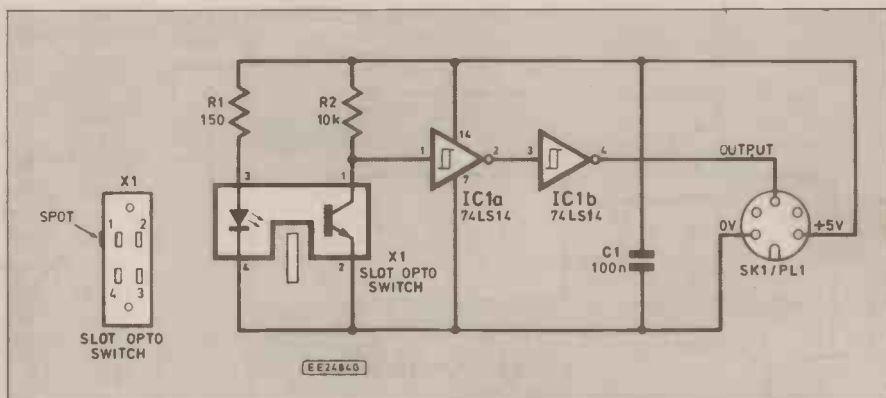 R1
150
R2
10k
3
1
4
2
X1
SLOT OPTO
SWITCH
1
14
7
2
IC1a
74LS14
3
4
IC1b
74LS14
C1
100n
OUTPUT
0V
+5V
SK1/PL1
X1
SPOT
1 2
4 3
SLOT OPTO
SWITCH
EE2484G